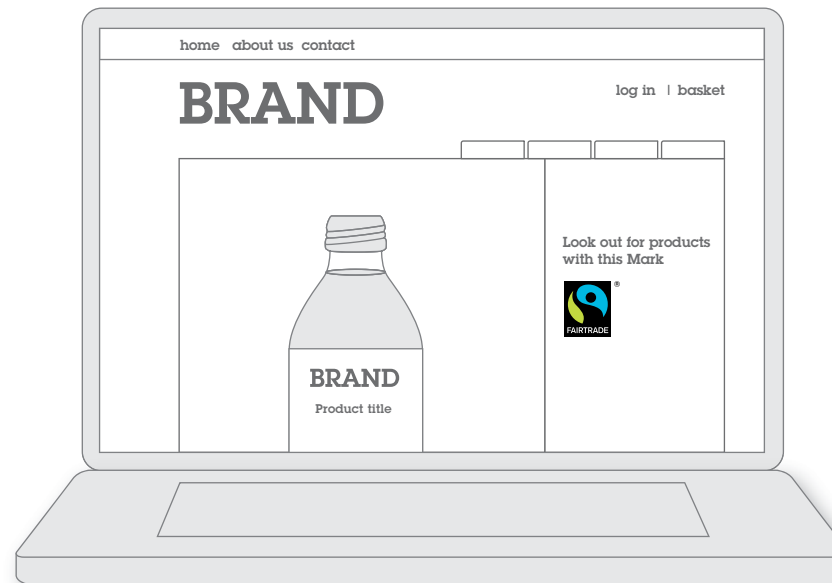 home about us contact
BRAND
log in | basket
Look out for products
with this Mark
®
FAIRTRADE
BRAND
Product title